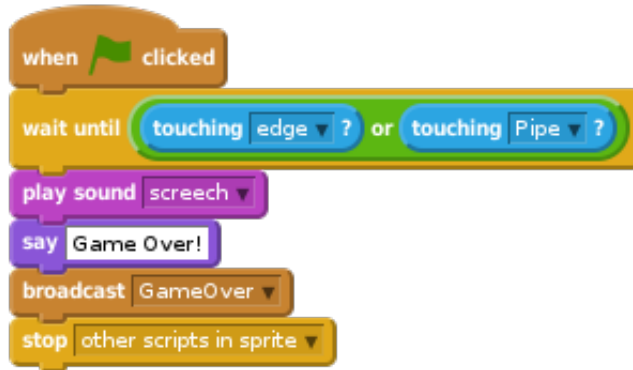 when clicked
wait until touching edge ? or touching Pipe ?
play sound screech
say Game Over!
broadcast GameOver
stop other scripts in sprite